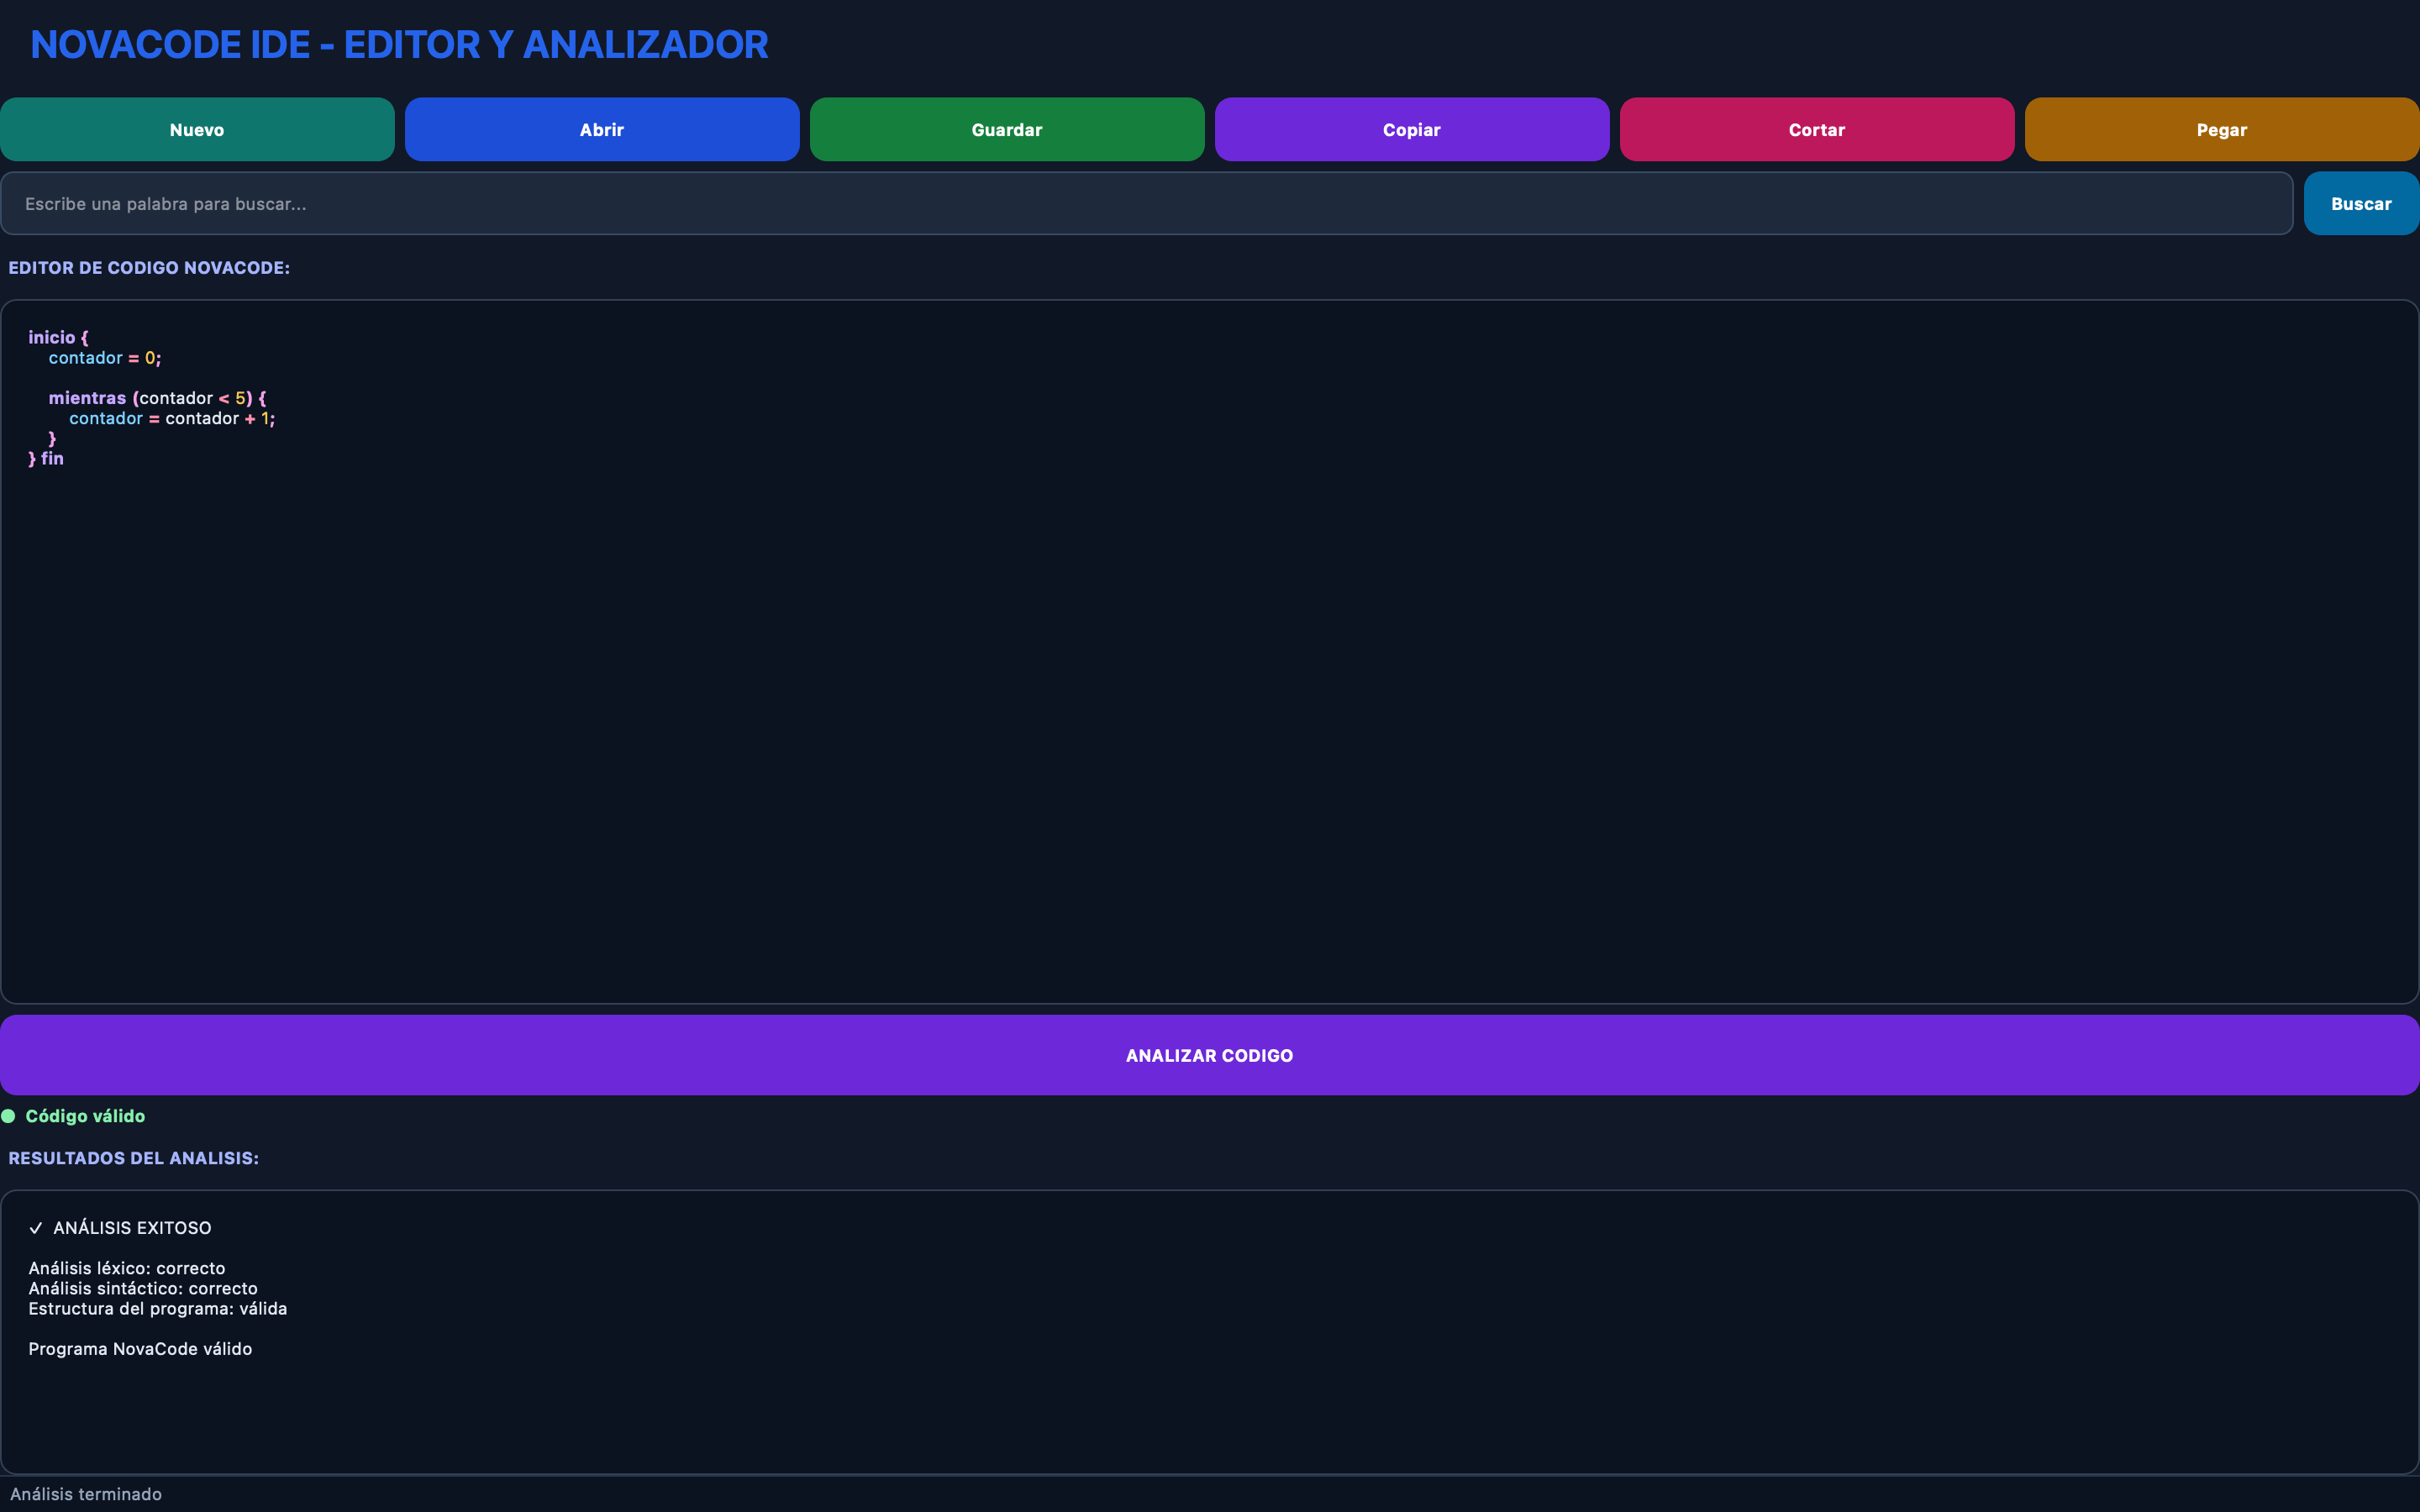 NOVACODE IDE - EDITOR Y ANALIZADOR
Nuevo
Abrir
Guardar
Copiar
Cortar
Pegar
Escribe una palabra para buscar...
Buscar
EDITOR DE CODIGO NOVACODE:
inicio {
    contador = 0;
    mientras (contador < 5) {
        contador = contador + 1;
    }
} fin
ANALIZAR CODIGO
Código válido
RESULTADOS DEL ANALISIS:
✓ ANÁLISIS EXITOSO
Análisis léxico: correcto
Análisis sintáctico: correcto
Estructura del programa: válida
Programa NovaCode válido
Análisis terminado